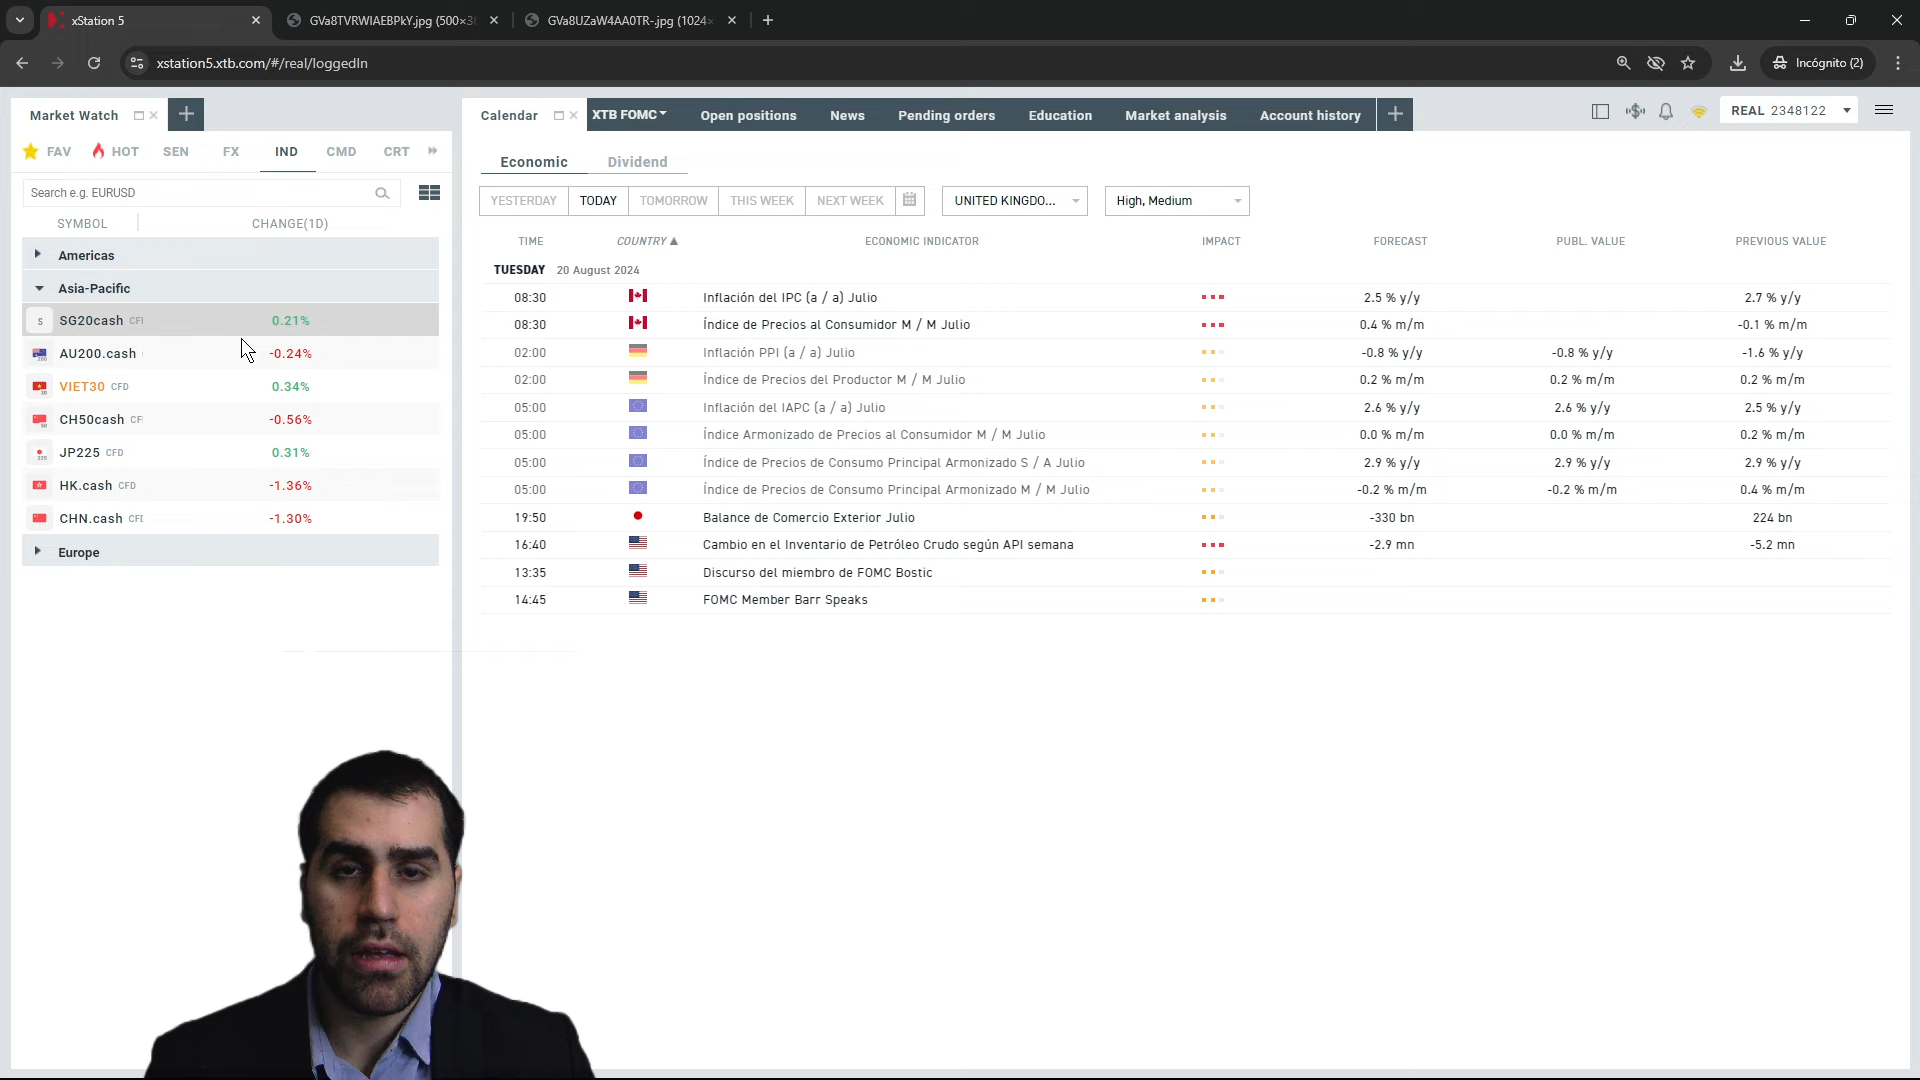 xStation 5
GVa8TVRWIAEBPkY.jpg (500×3
GVa8UZaW4AA0TR-.jpg (1024×
xstation5.xtb.com/#/real/loggedIn
Incógnito (2)
Market Watch
Calendar
XTB FOMC
Open positions
News
Pending orders
Education
Market analysis
Account history
REAL 2348122
FAV
HOT
SEN
FX
IND
CMD
CRT
Economic
Dividend
Search e.g. EURUSD
YESTERDAY
TODAY
TOMORROW
THIS WEEK
NEXT WEEK
UNITED KINGDO...
High, Medium
SYMBOL
CHANGE(1D)
Americas
Asia-Pacific
SG20cash CFD 0.21%
AU200.cash -0.24%
VIET30 CFD 0.34%
CH50cash CF -0.56%
JP225 CFD 0.31%
HK.cash CFD -1.36%
CHN.cash CFD -1.30%
Europe
TIME COUNTRY ECONOMIC INDICATOR IMPACT FORECAST PUBL. VALUE PREVIOUS VALUE
TUESDAY 20 August 2024
08:30 Inflación del IPC (a / a) Julio 2.5 % y/y 2.7 % y/y
08:30 Índice de Precios al Consumidor M / M Julio 0.4 % m/m -0.1 % m/m
02:00 Inflación PPI (a / a) Julio -0.8 % y/y -0.8 % y/y -1.6 % y/y
02:00 Índice de Precios del Productor M / M Julio 0.2 % m/m 0.2 % m/m 0.2 % m/m
05:00 Inflación del IAPC (a / a) Julio 2.6 % y/y 2.6 % y/y 2.5 % y/y
05:00 Índice Armonizado de Precios al Consumidor M / M Julio 0.0 % m/m 0.0 % m/m 0.2 % m/m
05:00 Índice de Precios de Consumo Principal Armonizado S / A Julio 2.9 % y/y 2.9 % y/y 2.9 % y/y
05:00 Índice de Precios de Consumo Principal Armonizado M / M Julio -0.2 % m/m -0.2 % m/m 0.4 % m/m
19:50 Balance de Comercio Exterior Julio -330 bn 224 bn
16:40 Cambio en el Inventario de Petróleo Crudo según API semana -2.9 mn -5.2 mn
13:35 Discurso del miembro de FOMC Bostic
14:45 FOMC Member Barr Speaks